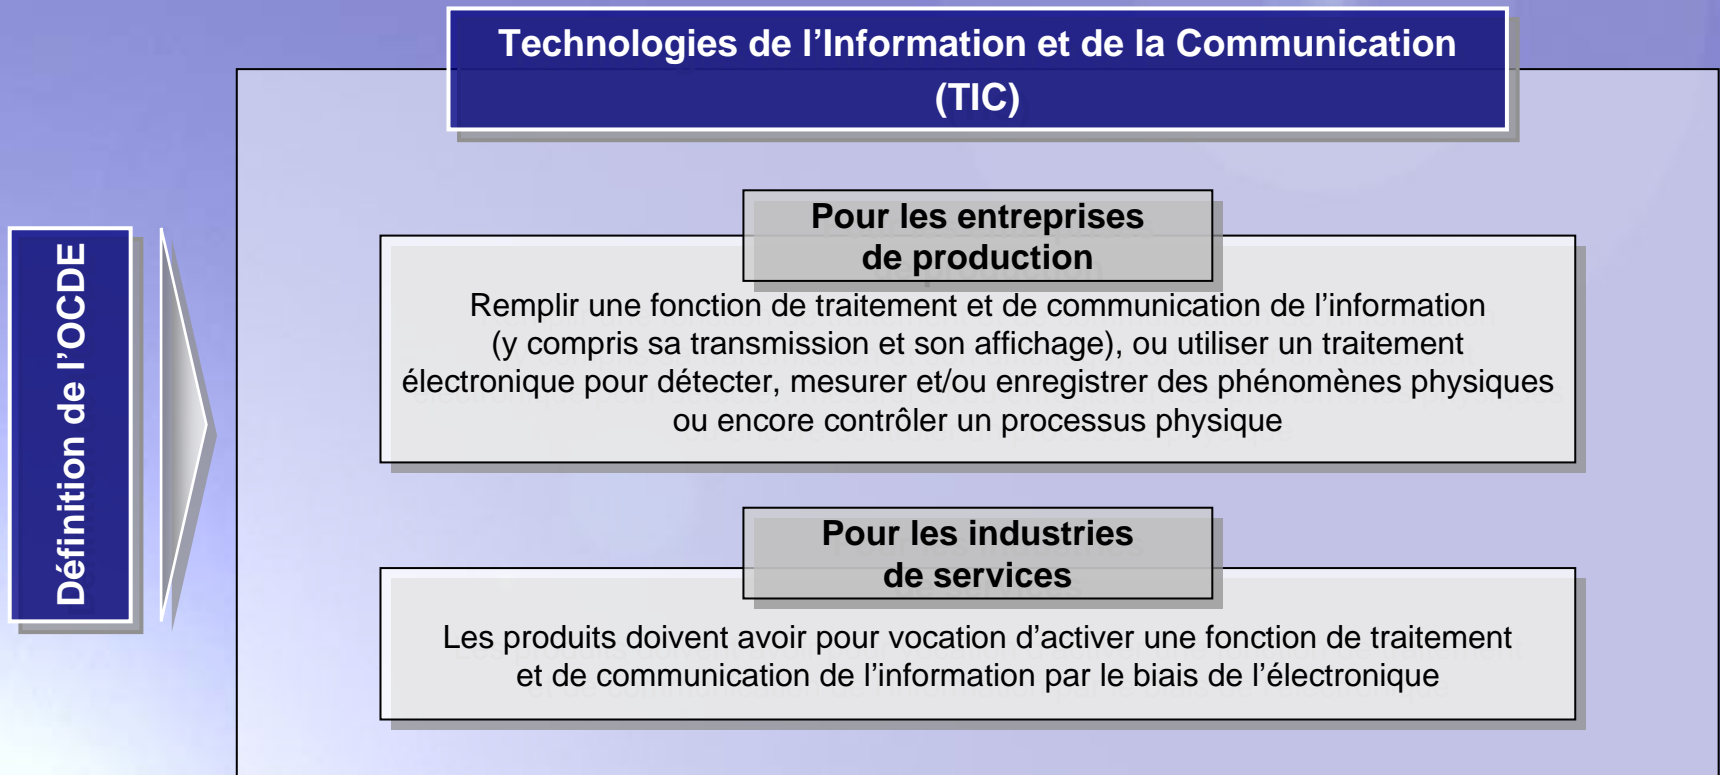 Technologies de l’Information et de la Communication
(TIC)
Définition de l’OCDE
Pour les entreprises
de production
Remplir une fonction de traitement et de communication de l’information
(y compris sa transmission et son affichage), ou utiliser un traitement
électronique pour détecter, mesurer et/ou enregistrer des phénomènes physiques
ou encore contrôler un processus physique
Pour les industries
de services
Les produits doivent avoir pour vocation d’activer une fonction de traitement
et de communication de l’information par le biais de l’électronique